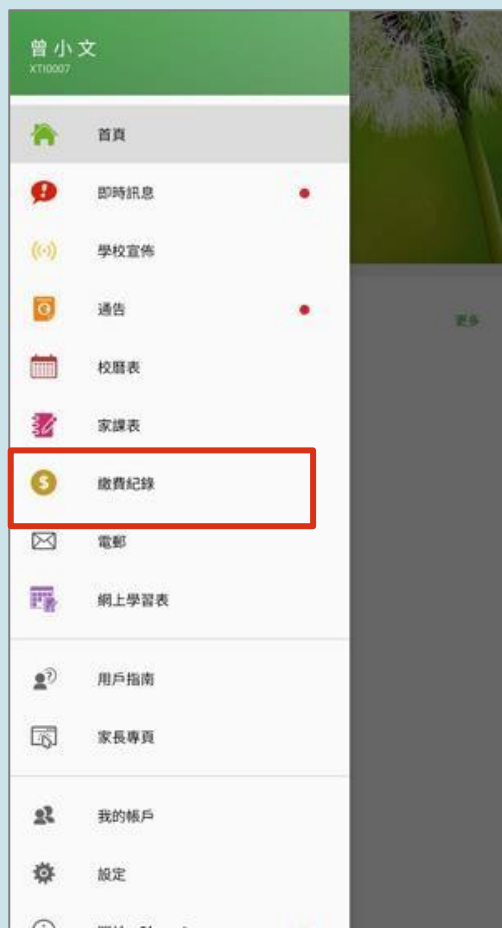 曾小文
XTI0007
首頁
即時訊息
學校宣佈
通告
更多
校曆表
家課表
繳費紀錄
電郵
網上學習表
用戶指南
家長專頁
我的帳戶
設定